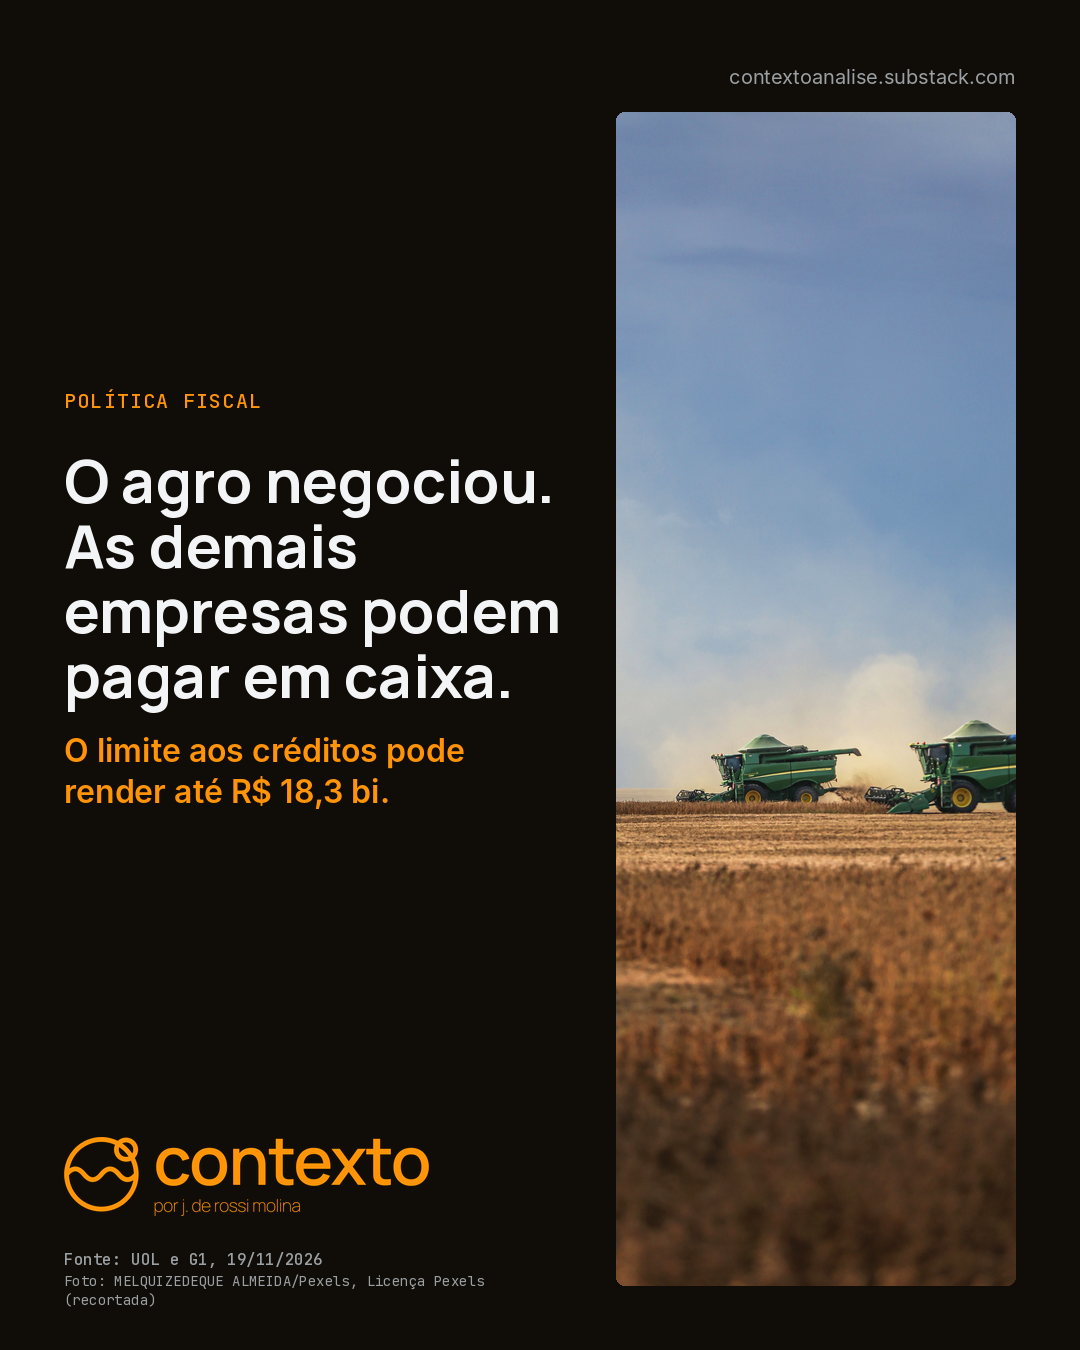 contextoanalise.substack.com
POLÍTICA FISCAL
O agro negociou.
As demais
empresas podem
pagar em caixa.
O limite aos créditos pode
render até R$ 18,3 bi.
contexto
por j. de rossi molina
Fonte: UOL e G1, 19/11/2026
Foto: MELQUIZEDEQUE ALMEIDA/Pexels, Licença Pexels
(recortada)